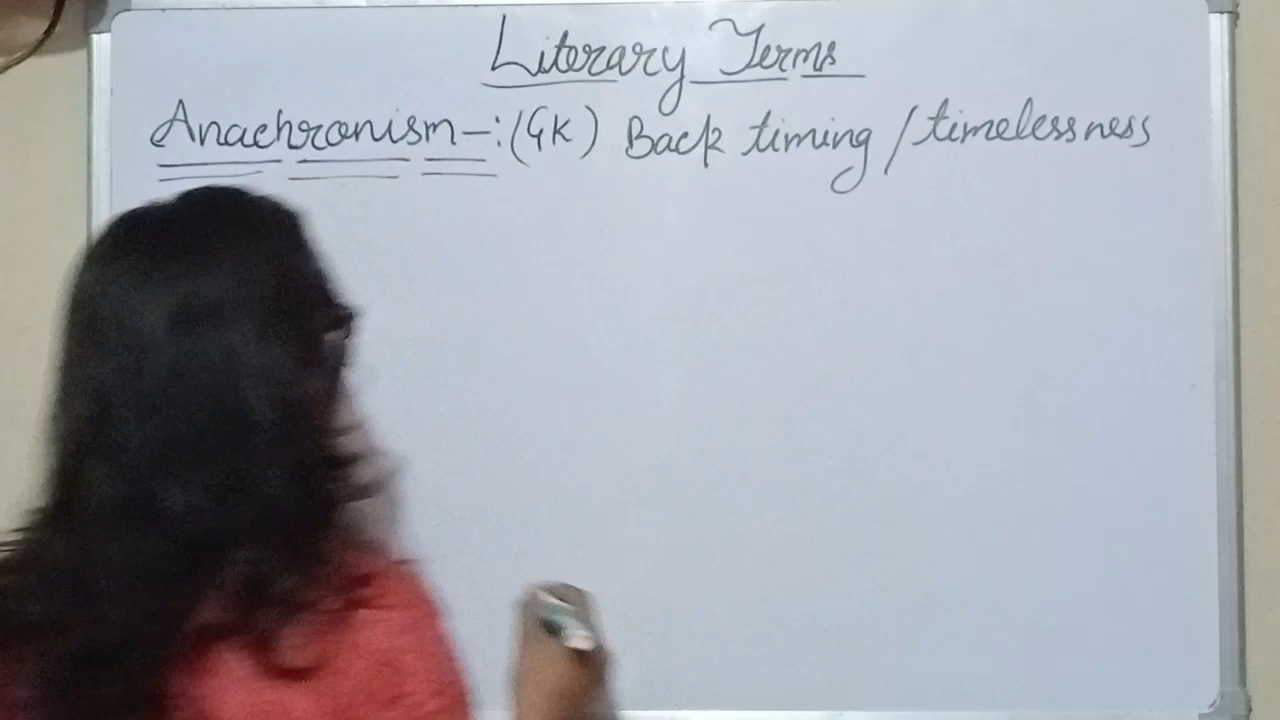 Literary Terms
Anachronism-:(GK) Back timing / timelessness